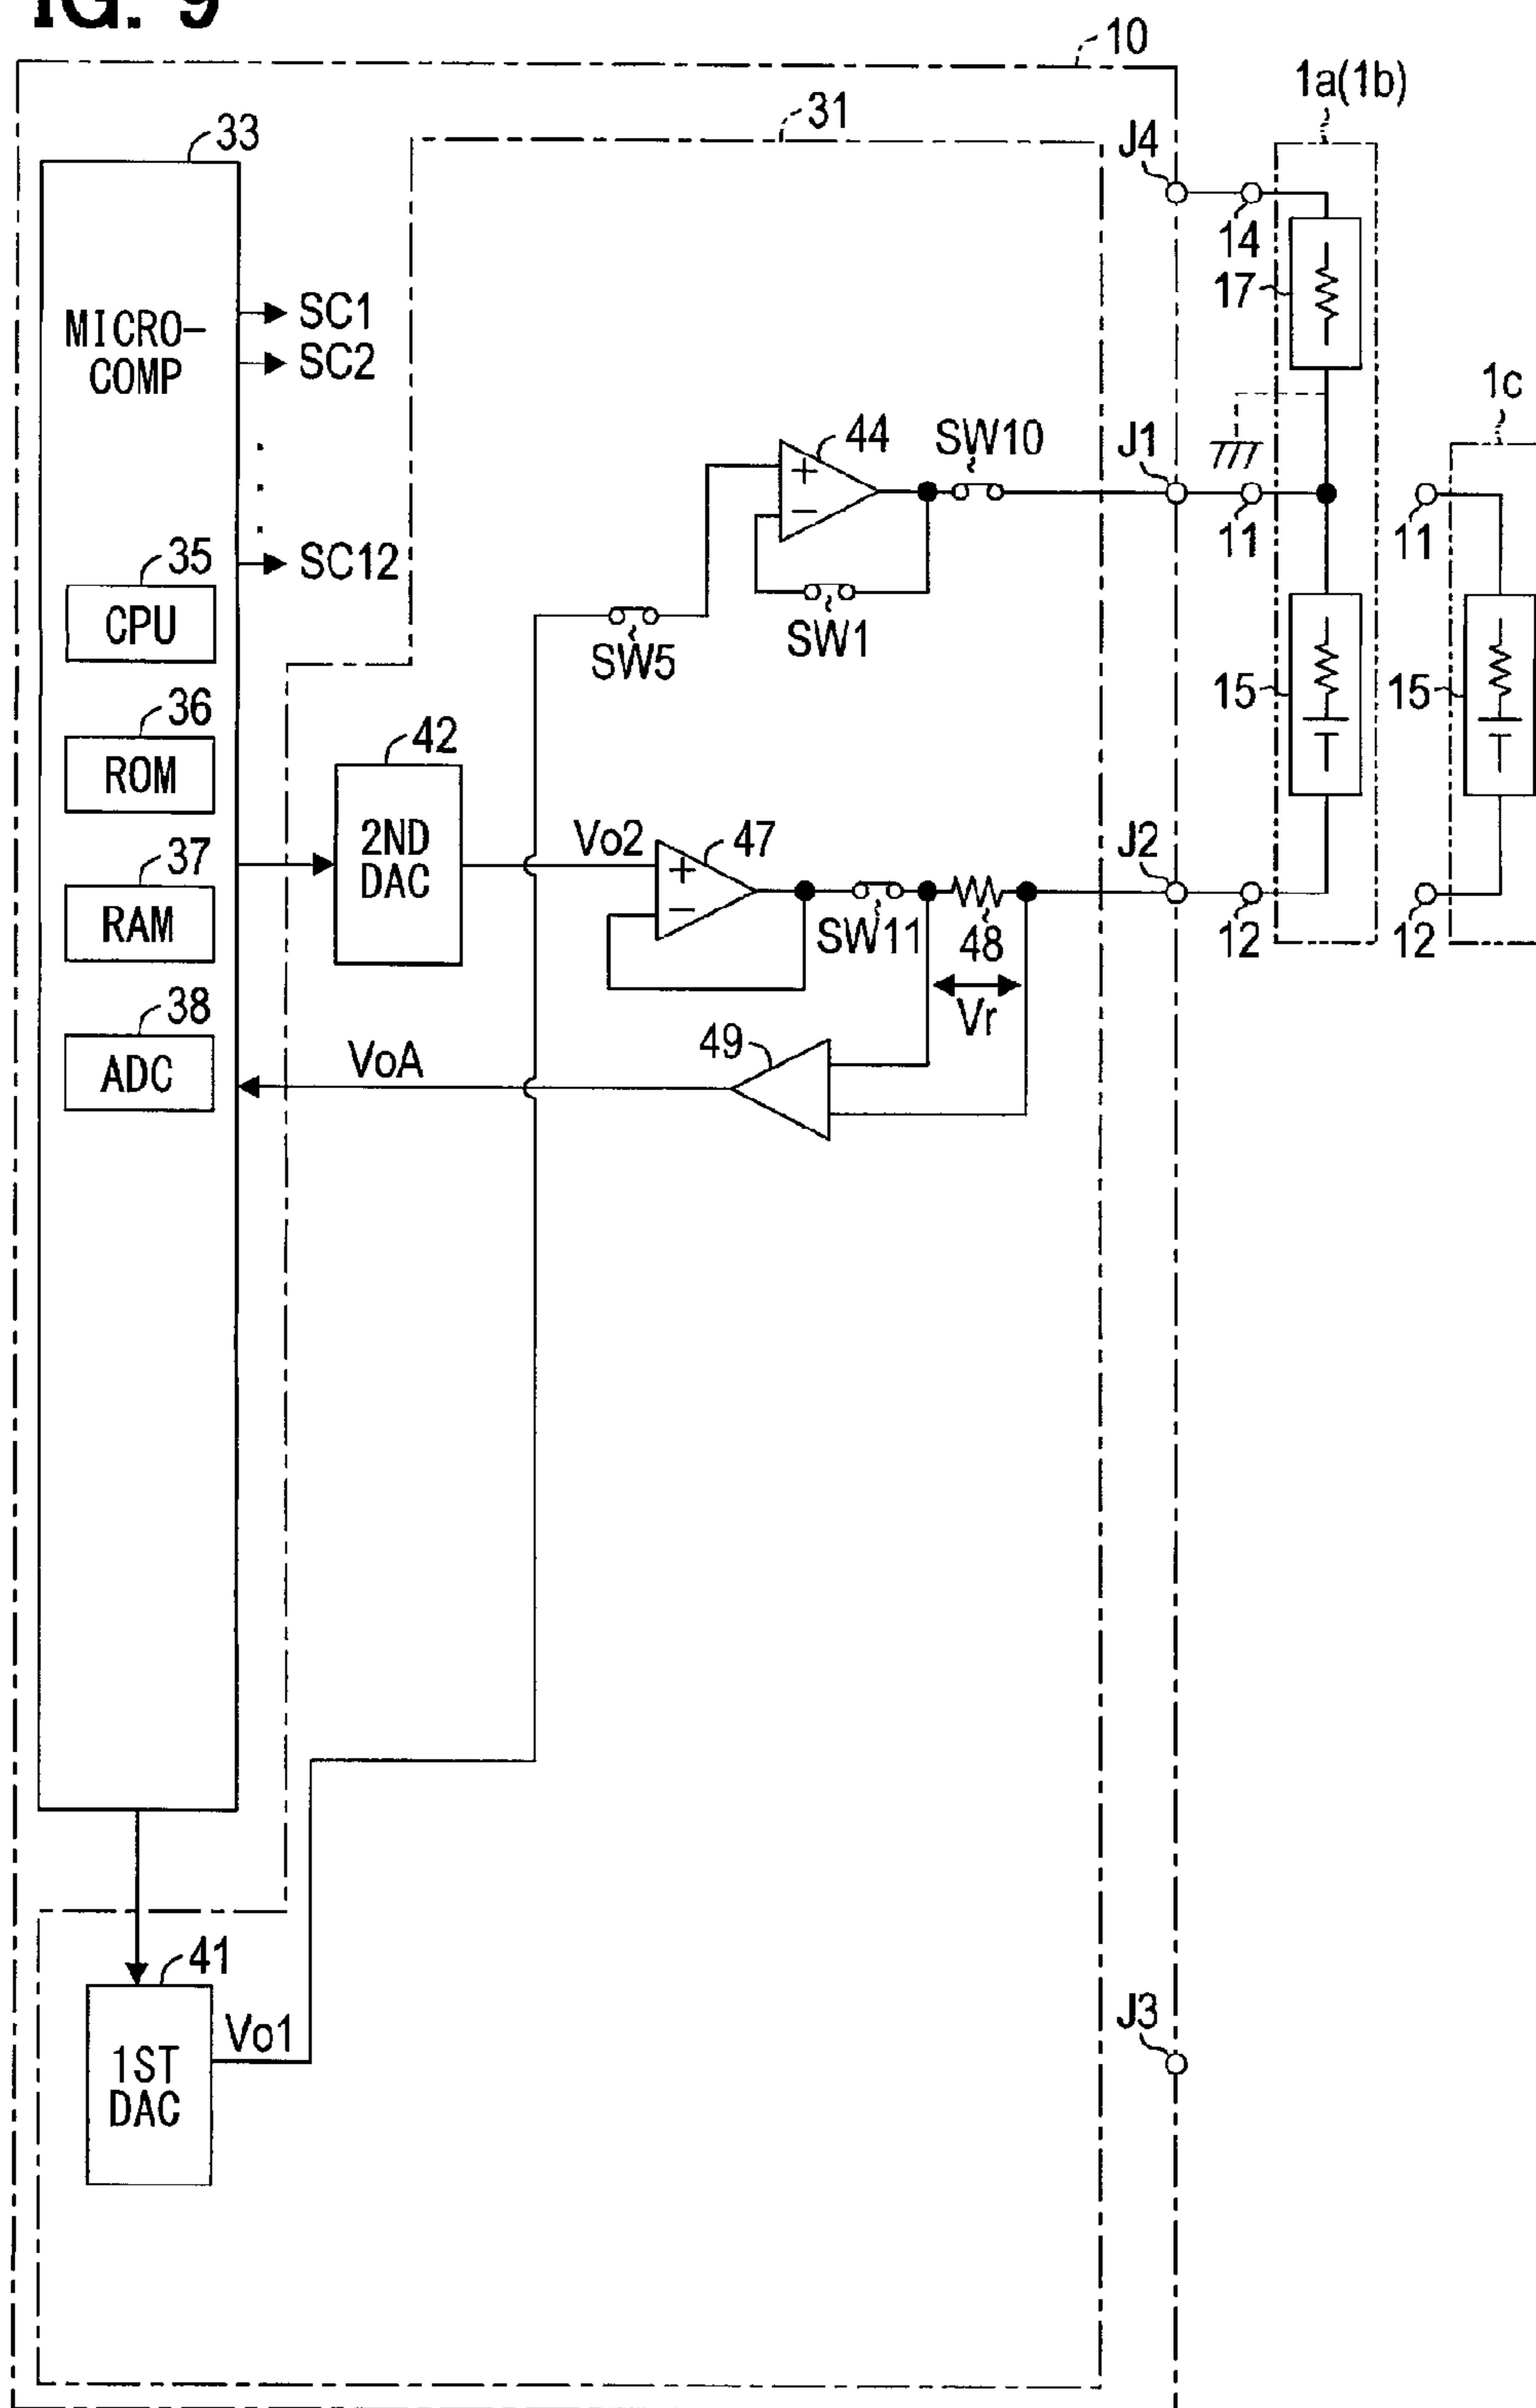 IG. 9
10
1a(1b)
31
33
J4
14
17
MICRO-
COMP
SC1
SC2
SC12
1c
44
SW10
J1
+
−
11
11
35
CPU
SW5
SW1
15
15
36
ROM
42
2ND
DAC
Vo2
47
+
−
J2
37
RAM
SW11
48
12
12
Vr
38
ADC
VoA
49
41
1ST
DAC
Vo1
J3